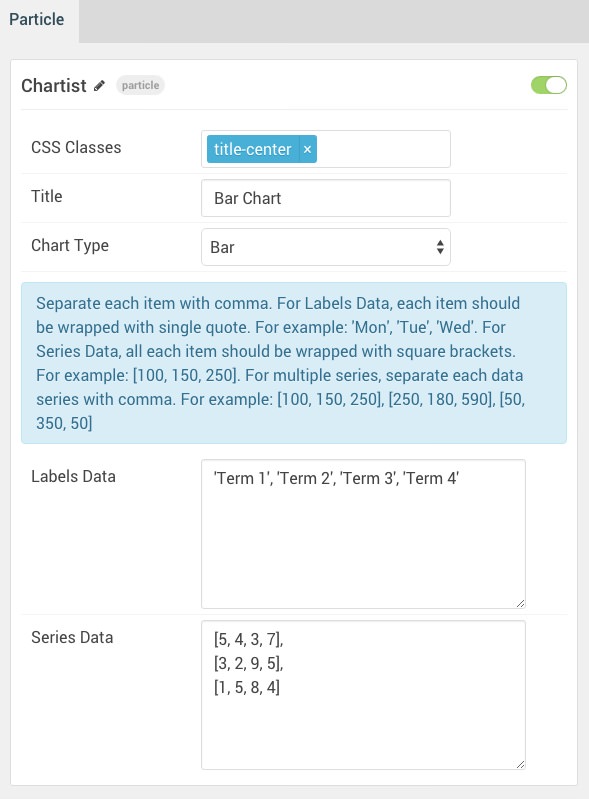 Particle
Chartist particle
CSS Classes title-center ×
Title Bar Chart
Chart Type Bar
Separate each item with comma. For Labels Data, each item should
be wrapped with single quote. For example: 'Mon', 'Tue', 'Wed'. For
Series Data, all each item should be wrapped with square brackets.
For example: [100, 150, 250]. For multiple series, separate each data
series with comma. For example: [100, 150, 250], [250, 180, 590], [50,
350, 50]
Labels Data 'Term 1', 'Term 2', 'Term 3', 'Term 4'
Series Data [5, 4, 3, 7],
[3, 2, 9, 5],
[1, 5, 8, 4]